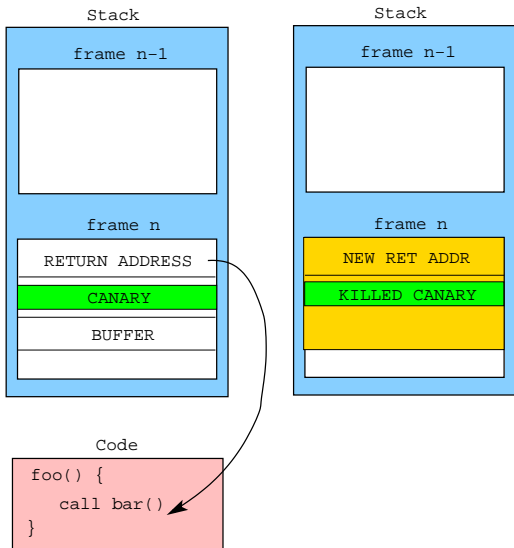 Stack
frame n-1
frame n
RETURN ADDRESS
CANARY
BUFFER
Stack
frame n-1
frame n
NEW RET ADDR
KILLED CANARY
Code
foo() {
call bar()
}